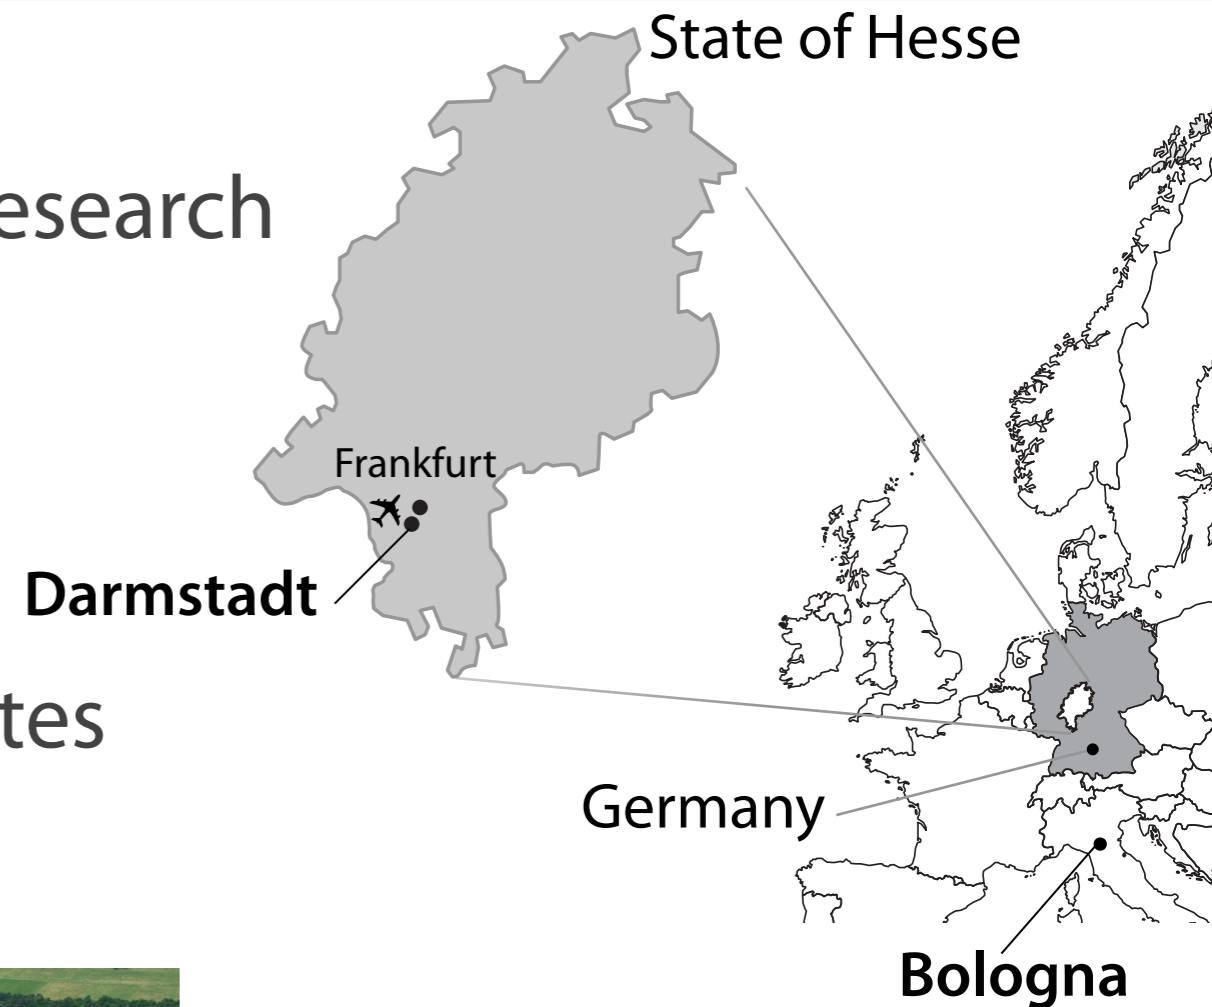 State of Hesse
esearch
Frankfurt
Darmstadt
tes
Germany
Bologna